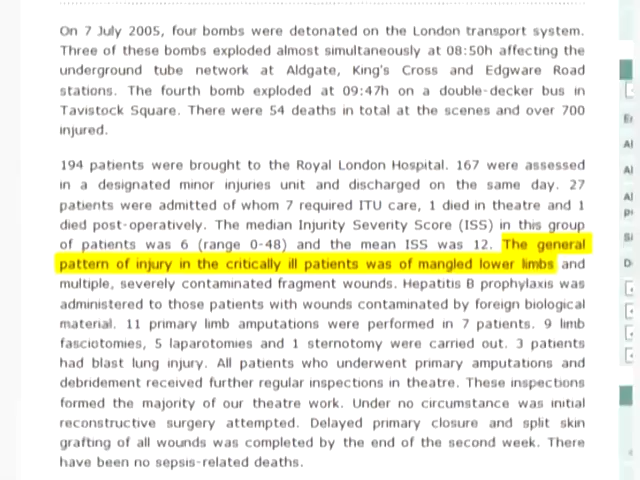 On 7 July 2005, four bombs were detonated on the London transport system.
Three of these bombs exploded almost simultaneously at 08:50h affecting the
underground tube network at Aldgate, King's Cross and Edgware Road
stations. The fourth bomb exploded at 09:47h on a double-decker bus in
Tavistock Square. There were 54 deaths in total at the scenes and over 700
injured.
194 patients were brought to the Royal London Hospital. 167 were assessed
in a designated minor injuries unit and discharged on the same day. 27
patients were admitted of whom 7 required ITU care, 1 died in theatre and 1
died post-operatively. The median Injurity Severity Score (ISS) in this group
of patients was 6 (range 0-48) and the mean ISS was 12. The general
pattern of injury in the critically ill patients was of mangled lower limbs and
multiple, severely contaminated fragment wounds. Hepatitis B prophylaxis was
administered to those patients with wounds contaminated by foreign biological
material. 11 primary limb amputations were performed in 7 patients. 9 limb
fasciotomies, 5 laparotomies and 1 sternotomy were carried out. 3 patients
had blast lung injury. All patients who underwent primary amputations and
debridement received further regular inspections in theatre. These inspections
formed the majority of our theatre work. Under no circumstance was initial
reconstructive surgery attempted. Delayed primary closure and split skin
grafting of all wounds was completed by the end of the second week. There
have been no sepsis-related deaths.